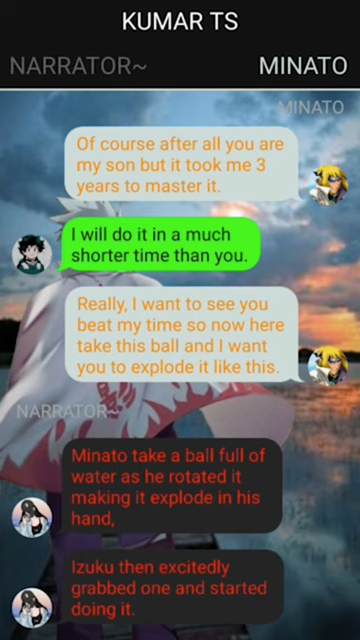 KUMAR TS
NARRATOR~ MINATO
MINATO
Of course after all you are
my son but it took me 3
years to master it.
I will do it in a much
shorter time than you.
Really, I want to see you
beat my time so now here
take this ball and I want
you to explode it like this.
NARRATOR~
Minato take a ball full of
water as he rotated it
making it explode in his
hand,
Izuku then excitedly
grabbed one and started
doing it.